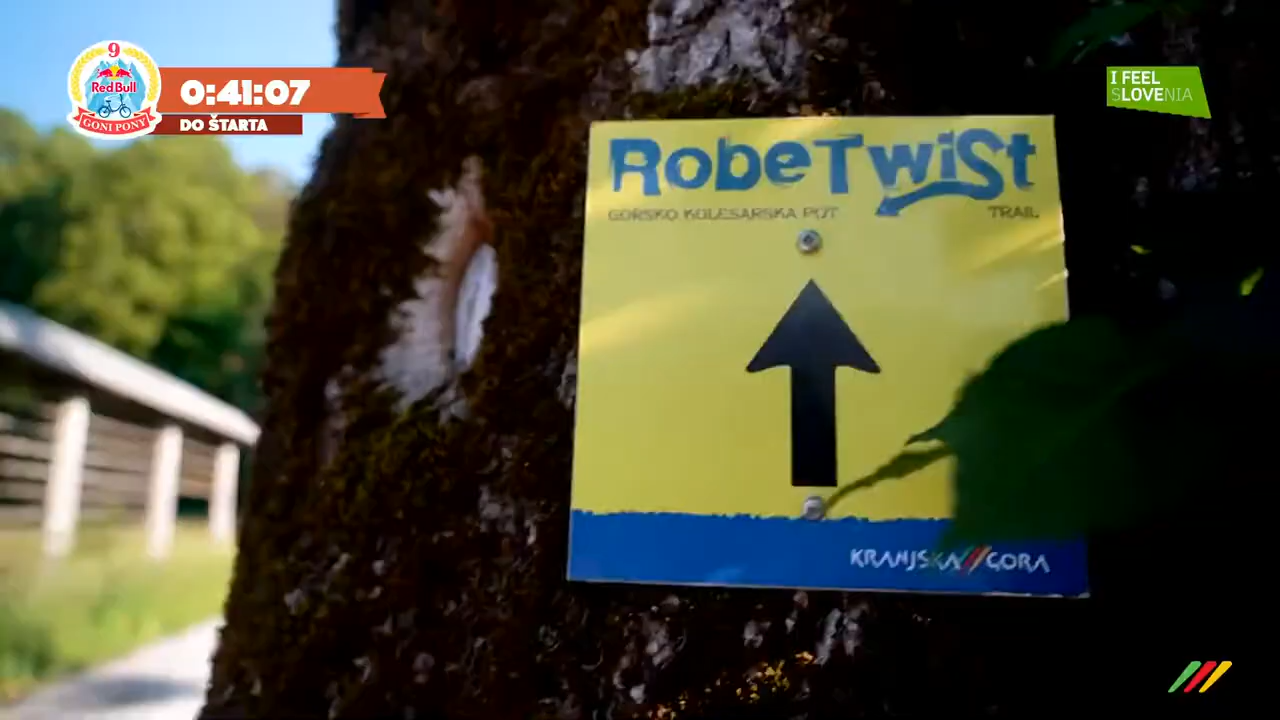 9
Red Bull
GONI PONY
0:41:07
DO ŠTARTA
I FEEL
SLOVENIA
RobeTwiSt
GORSKO KOLESARSKA POT TRAIL
KRANJSKA GORA